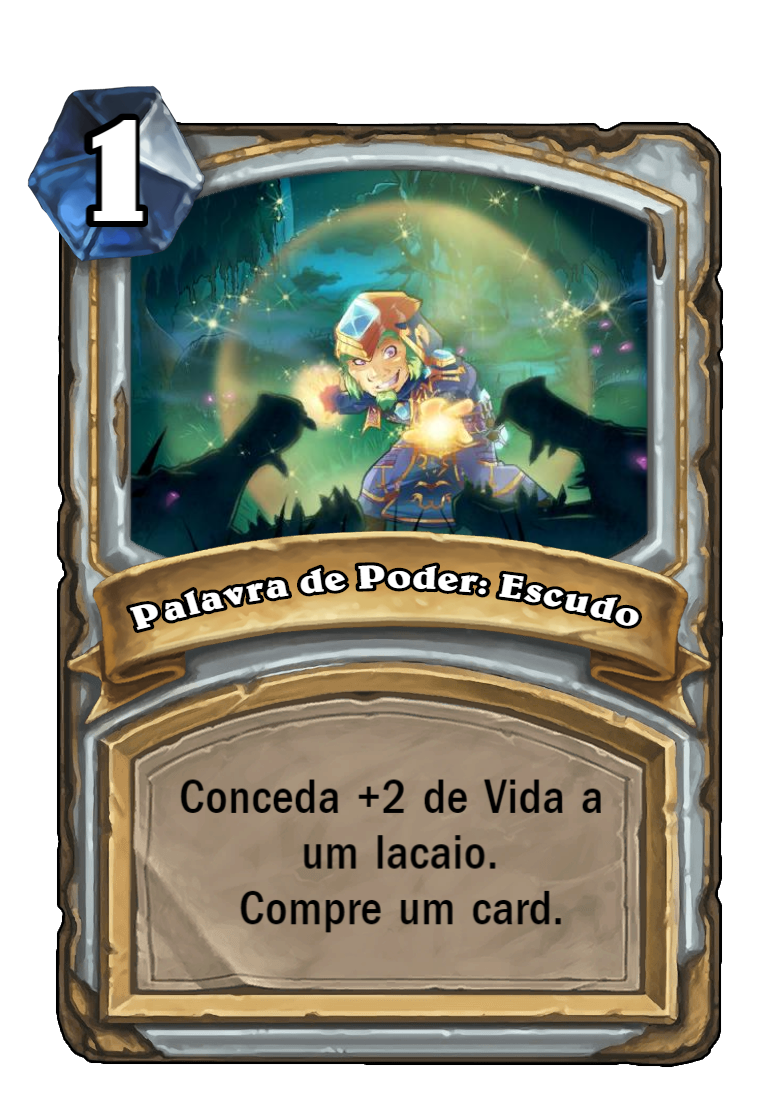 1
Palavra de Poder: Escudo
Conceda +2 de Vida a
um lacaio.
Compre um card.